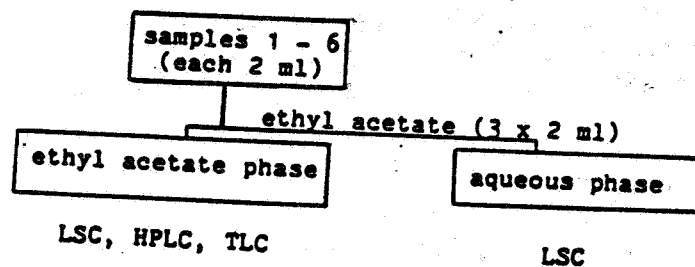 samples 1 - 6
(each 2 ml)
ethyl acetate (3 x 2 ml)
ethyl acetate phase
aqueous phase
LSC, HPLC, TLC
LSC